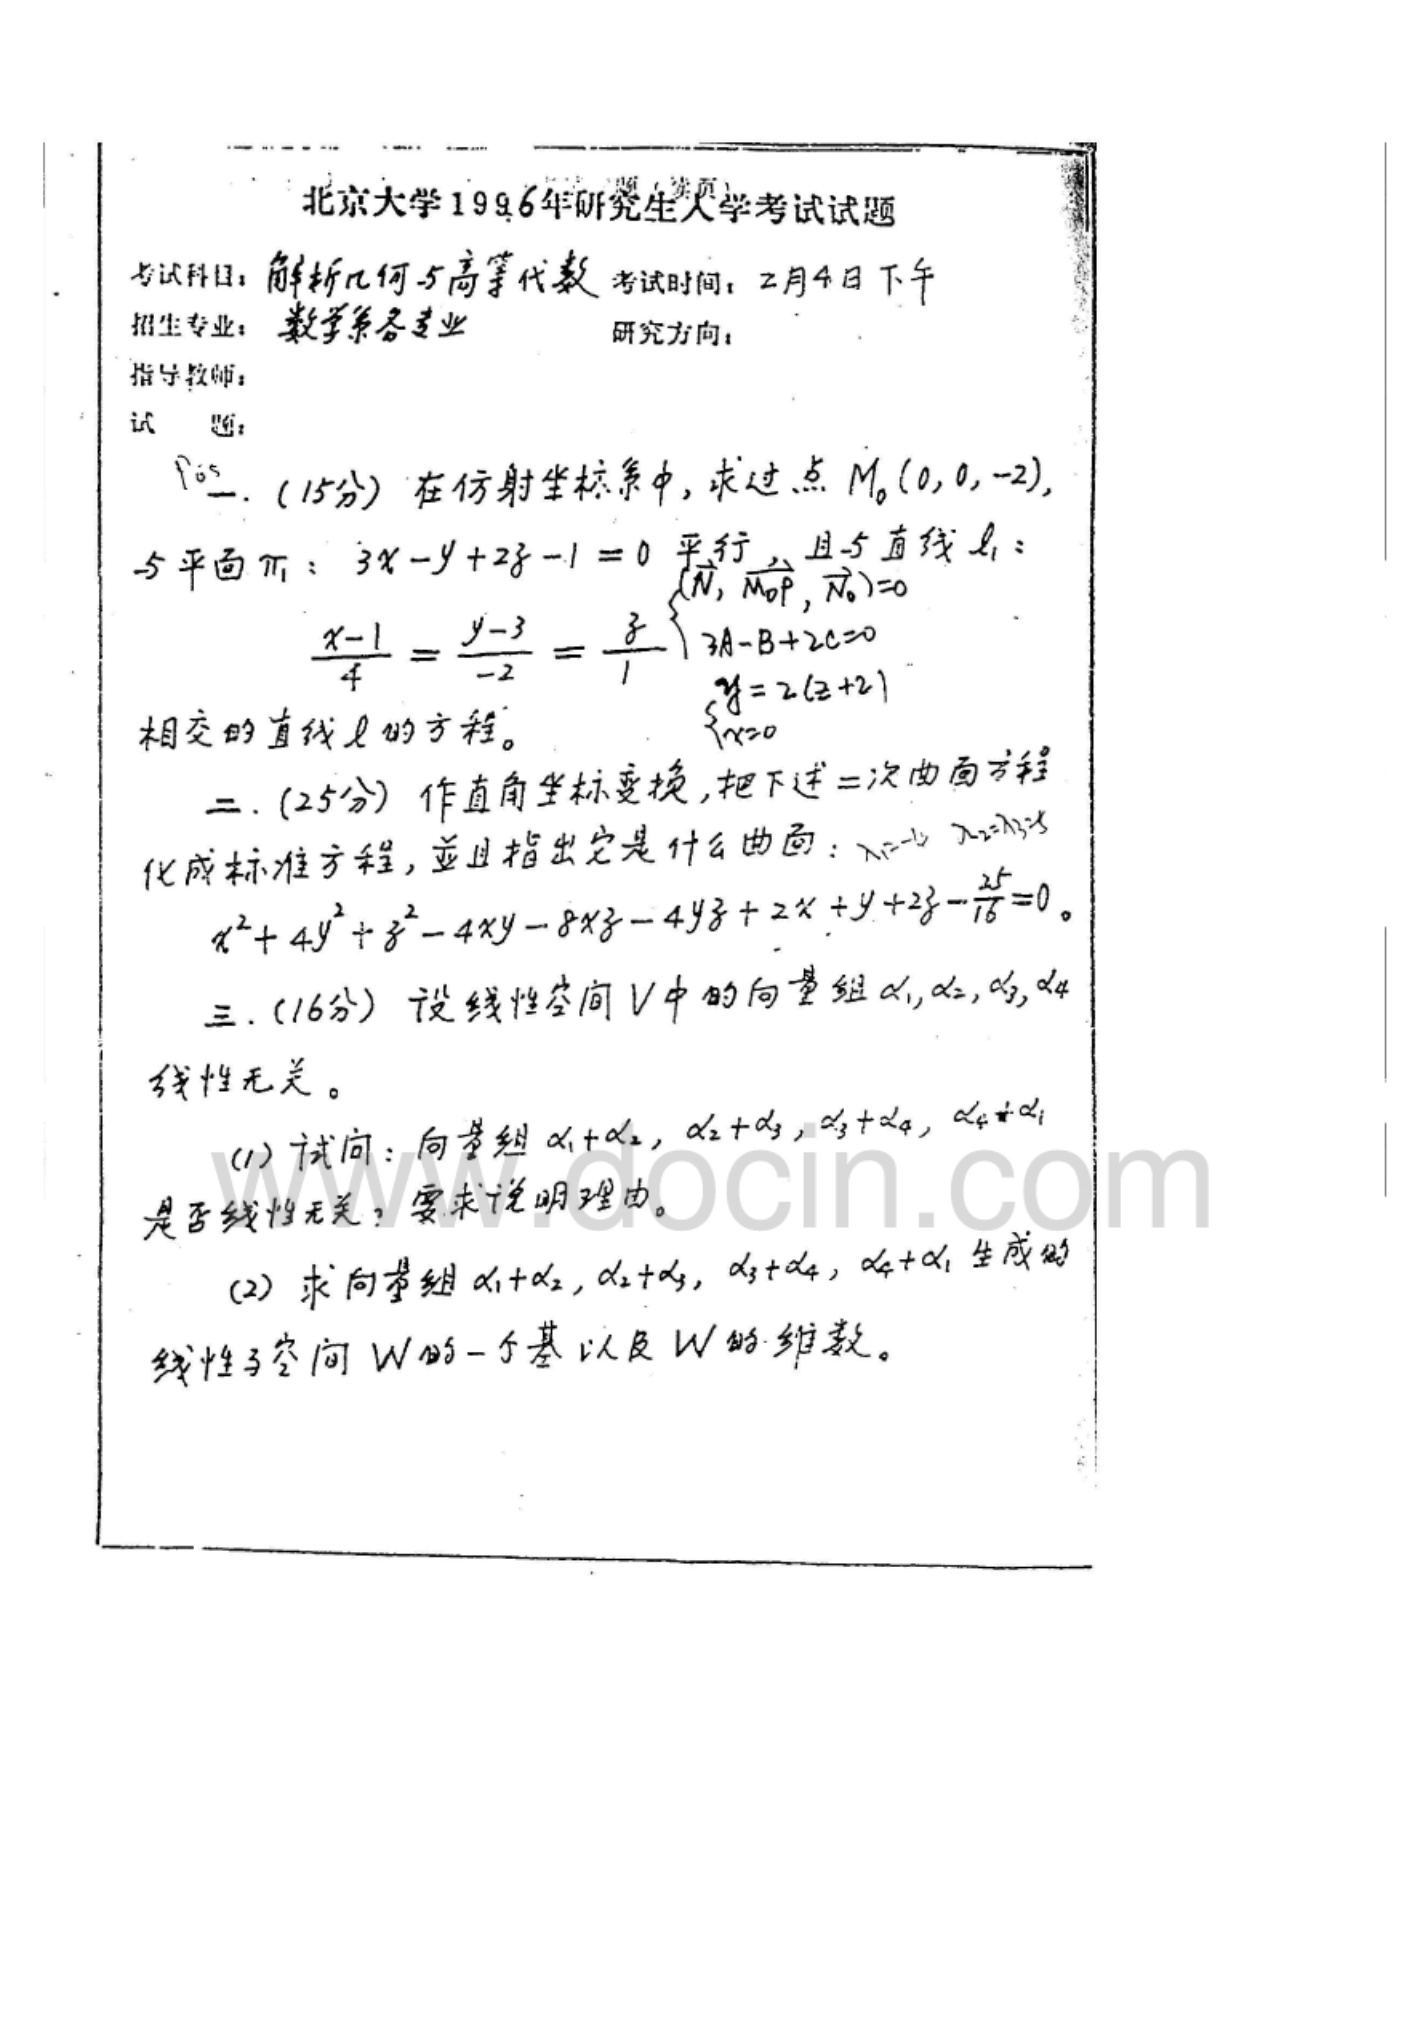 北京大学1996年研究生入学考试试题
考试科目: 解析几何与高等代数 考试时间: 2月4日下午
招生专业: 数学系各专业 研究方向:
指导教师:
试 题:
Pos
一. (15分) 在仿射坐标系中, 求过点 M₀(0, 0, -2),
与平面 π₁: 3x-y+2z-1=0 平行, 且与直线 l₁:
(N⃗, M₀P⃗, N₀⃗)=0
x-1/4 = y-3/-2 = z/1
3A-B+2C=0
y=2(z+2)
x=0
相交的直线 l 的方程。
二. (25分) 作直角坐标变换, 把下述二次曲面方程
化成标准方程, 並且指出它是什么曲面: λ₂=λ₃=5
x²+4y²+z²-4xy-8xz-4yz+2x+y+2z-25/16=0。
三. (16分) 设线性空间 V 中的向量组 α₁, α₂, α₃, α₄
线性无关。
(1) 试问: 向量组 α₁+α₂, α₂+α₃, α₃+α₄, α₄+α₁
是否线性无关? 要求说明理由。
(2) 求向量组 α₁+α₂, α₂+α₃, α₃+α₄, α₄+α₁ 生成的
线性子空间 W 的一个基以及 W 的维数。
www.docin.com